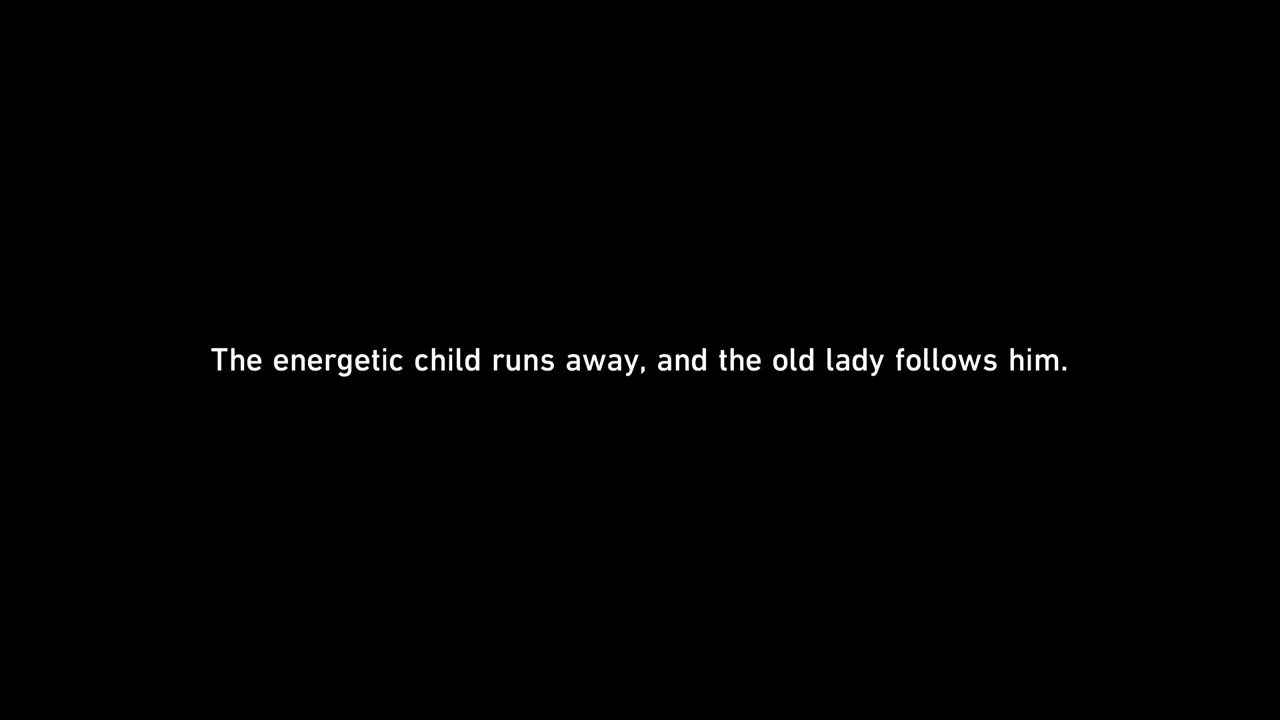 The energetic child runs away, and the old lady follows him.